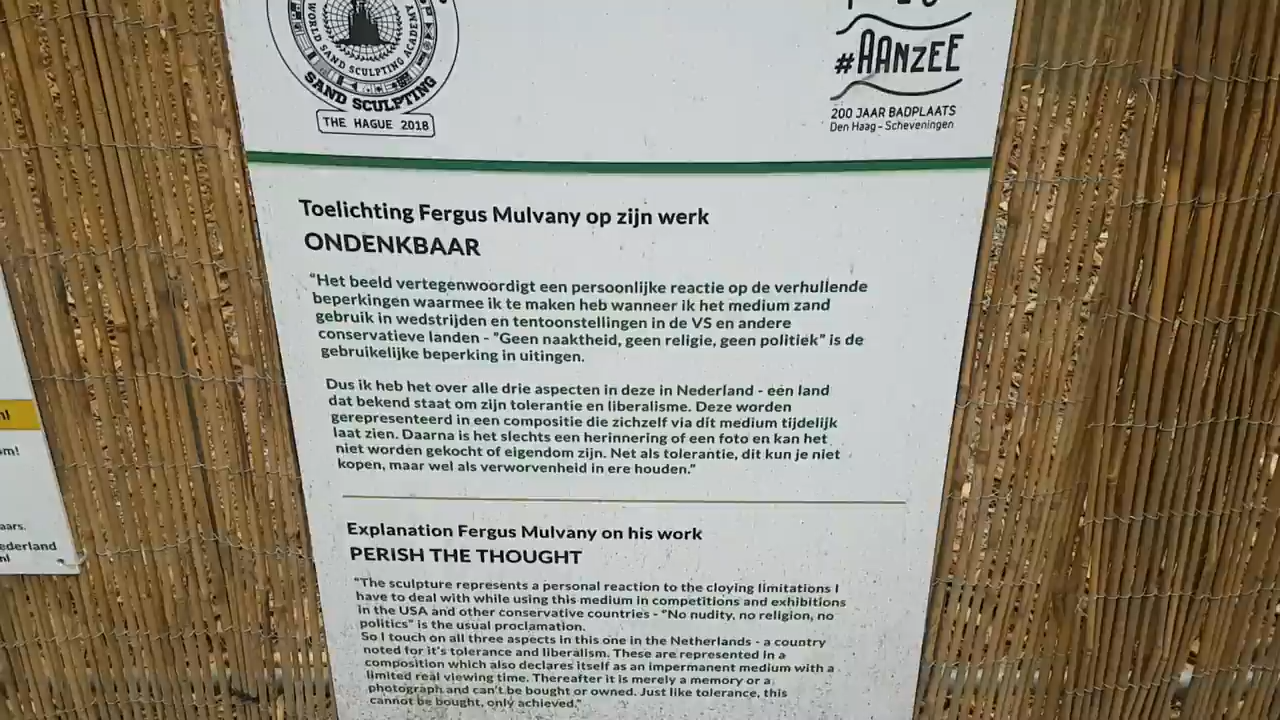 WORLD SAND SCULPTING ACADEMY
SAND SCULPTING
THE HAGUE 2018
#AANZEE
200 JAAR BADPLAATS
Den Haag - Scheveningen
Toelichting Fergus Mulvany op zijn werk
ONDENKBAAR
"Het beeld vertegenwoordigt een persoonlijke reactie op de verhullende
beperkingen waarmee ik te maken heb wanneer ik het medium zand
gebruik in wedstrijden en tentoonstellingen in de VS en andere
conservatieve landen - "Geen naaktheid, geen religie, geen politiek" is de
gebruikelijke beperking in uitingen.
Dus ik heb het over alle drie aspecten in deze in Nederland - een land
dat bekend staat om zijn tolerantie en liberalisme. Deze worden
gerepresenteerd in een compositie die zichzelf via dit medium tijdelijk
laat zien. Daarna is het slechts een herinnering of een foto en kan het
niet worden gekocht of eigendom zijn. Net als tolerantie, dit kun je niet
kopen, maar wel als verworvenheid in ere houden."
Explanation Fergus Mulvany on his work
PERISH THE THOUGHT
"The sculpture represents a personal reaction to the cloying limitations I
have to deal with while using this medium in competitions and exhibitions
in the USA and other conservative countries - "No nudity, no religion, no
politics" is the usual proclamation.
So I touch on all three aspects in this one in the Netherlands - a country
noted for it's tolerance and liberalism. These are represented in a
composition which also declares itself as an impermanent medium with a
limited real viewing time. Thereafter it is merely a memory or a
photograph and can't be bought or owned. Just like tolerance, this
cannot be bought, only achieved."
nl
om!
aars.
ederland
nl